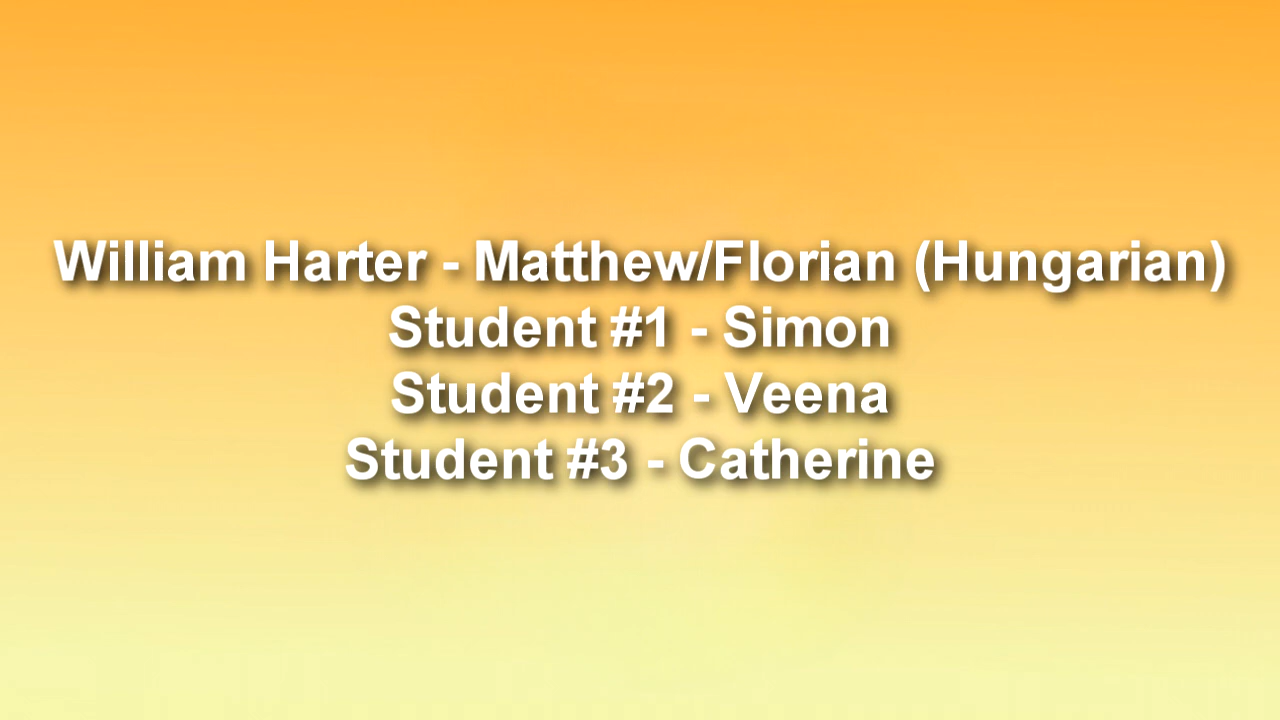 William Harter - Matthew/Florian (Hungarian)
Student #1 - Simon
Student #2 - Veena
Student #3 - Catherine